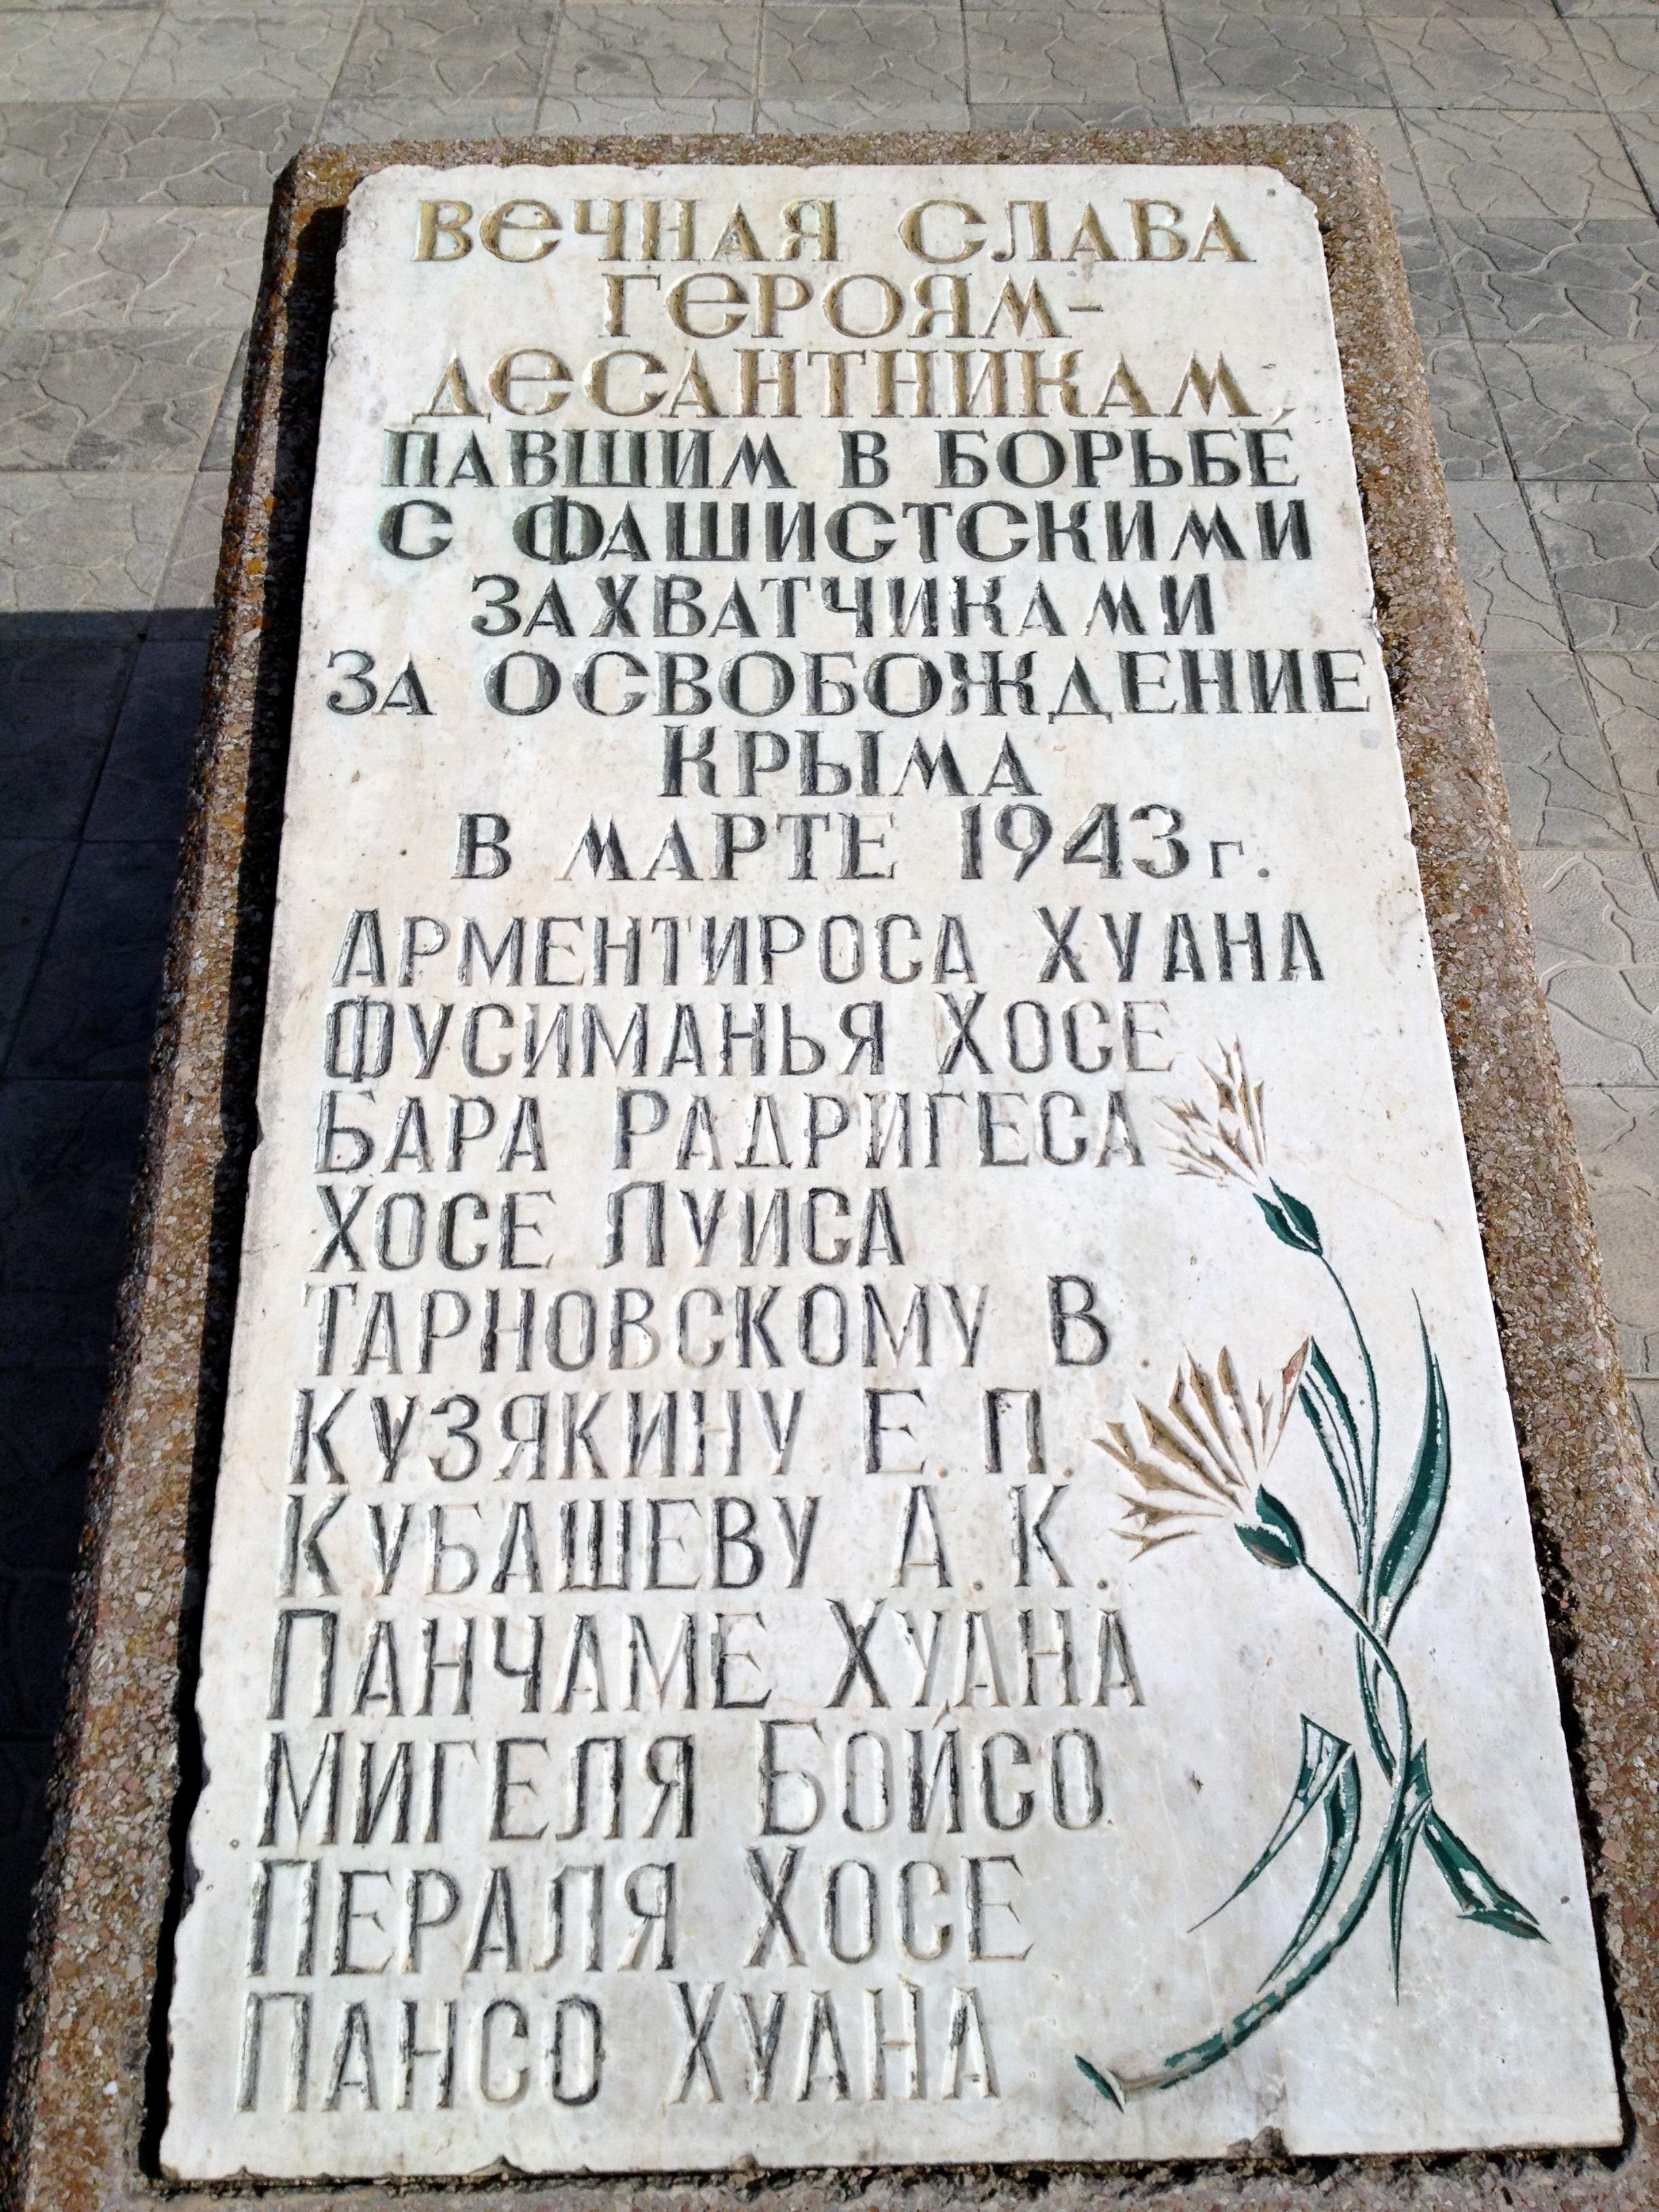 ВЕЧНАЯ СЛАВА
ГЕРОЯМ-
ДЕСАНТНИКАМ,
ПАВШИМ В БОРЬБЕ
С ФАШИСТСКИМИ
ЗАХВАТЧИКАМИ
ЗА ОСВОБОЖДЕНИЕ
КРЫМА
В МАРТЕ 1943 г.
АРМЕНТИРОСА ХУАНА
ФУСИМАНЬЯ ХОСЕ
БАРА РАДРИГЕСА
ХОСЕ ЛУИСА
ТАРНОВСКОМУ В.
КУЗЯКИНУ Е.П.
КУБАШЕВУ А.К.
ПАНЧАМЕ ХУАНА
МИГЕЛЯ БОЙСО
ПЕРАЛЯ ХОСЕ
ПАНСО ХУАНА